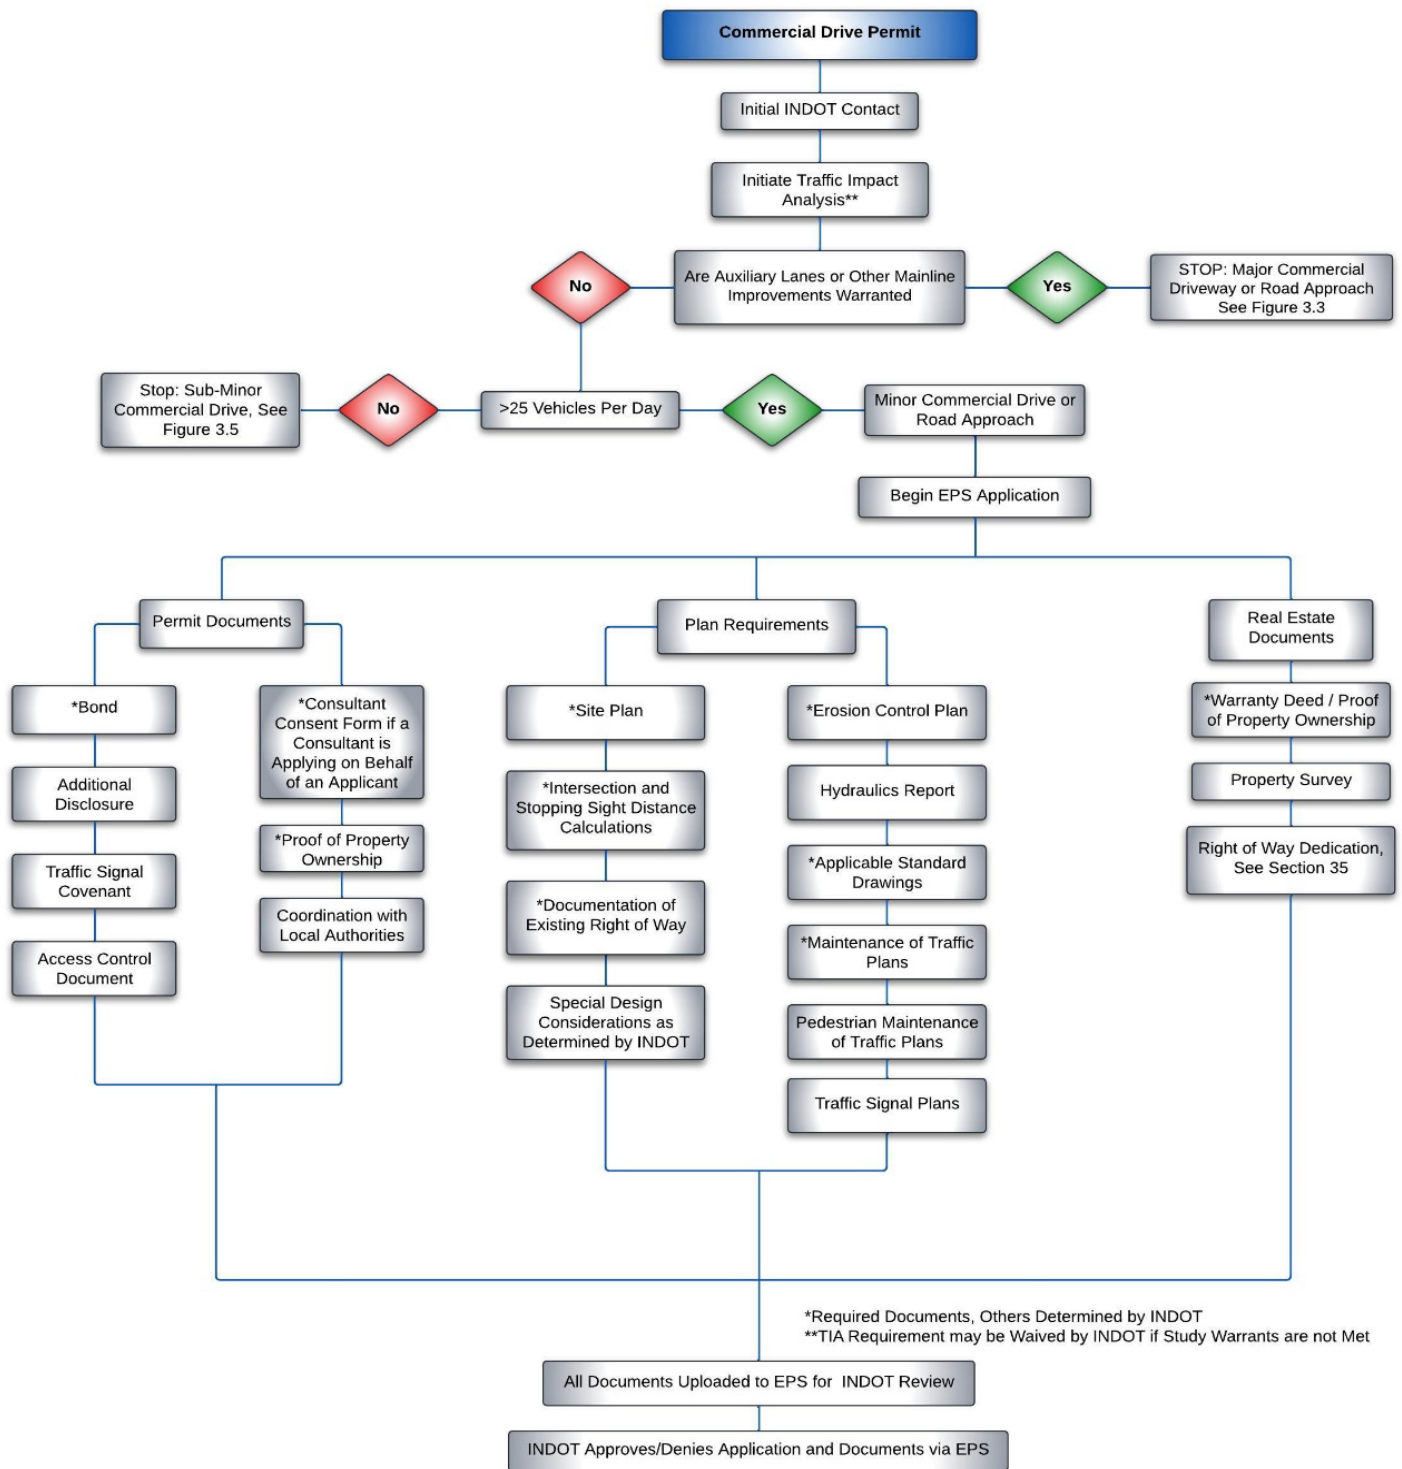 Commercial Drive Permit
Initial INDOT Contact
Initiate Traffic Impact
Analysis**
No
Are Auxiliary Lanes or Other Mainline
Improvements Warranted
Yes
STOP: Major Commercial
Driveway or Road Approach
See Figure 3.3
Stop: Sub-Minor
Commercial Drive, See
Figure 3.5
No
>25 Vehicles Per Day
Yes
Minor Commercial Drive or
Road Approach
Begin EPS Application
Permit Documents
*Bond
Additional
Disclosure
Traffic Signal
Covenant
Access Control
Document
*Consultant
Consent Form if a
Consultant is
Applying on Behalf
of an Applicant
*Proof of Property
Ownership
Coordination with
Local Authorities
Plan Requirements
*Site Plan
*Intersection and
Stopping Sight Distance
Calculations
*Documentation of
Existing Right of Way
Special Design
Considerations as
Determined by INDOT
*Erosion Control Plan
Hydraulics Report
*Applicable Standard
Drawings
*Maintenance of Traffic
Plans
Pedestrian Maintenance
of Traffic Plans
Traffic Signal Plans
Real Estate
Documents
*Warranty Deed / Proof
of Property Ownership
Property Survey
Right of Way Dedication,
See Section 35
*Required Documents, Others Determined by INDOT
**TIA Requirement may be Waived by INDOT if Study Warrants are not Met
All Documents Uploaded to EPS for INDOT Review
INDOT Approves/Denies Application and Documents via EPS